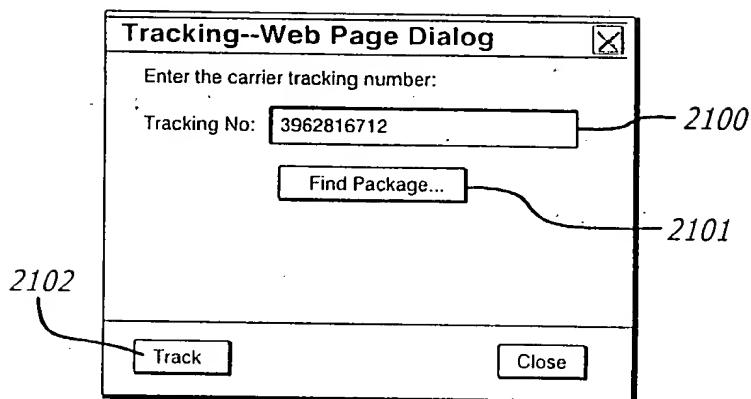 Tracking--Web Page Dialog
Enter the carrier tracking number:
Tracking No: 3962816712
2100
Find Package...
2101
2102
Track
Close